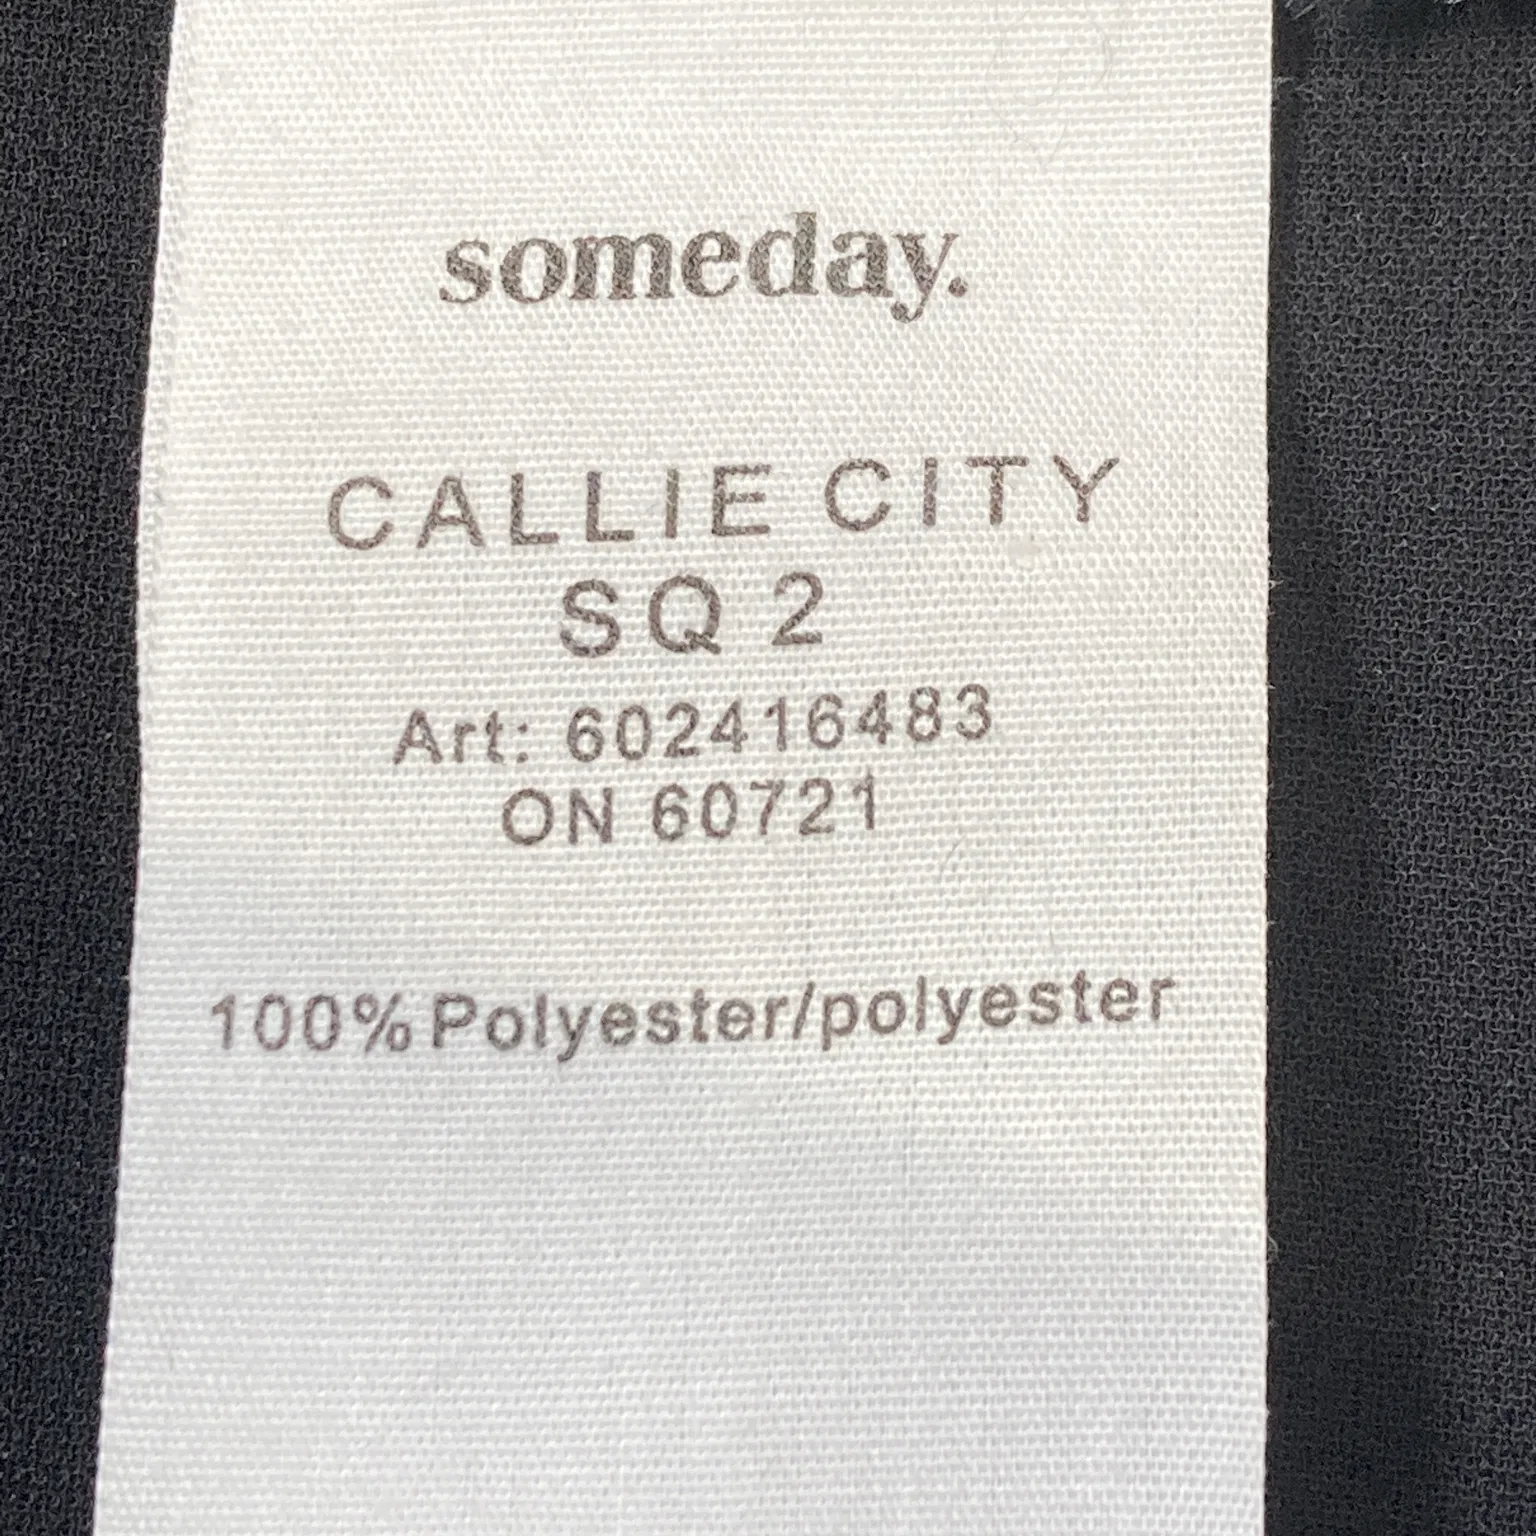 someday.
CALLIE CITY
SQ 2
Art: 602416483
ON 60721
100% Polyester/polyester